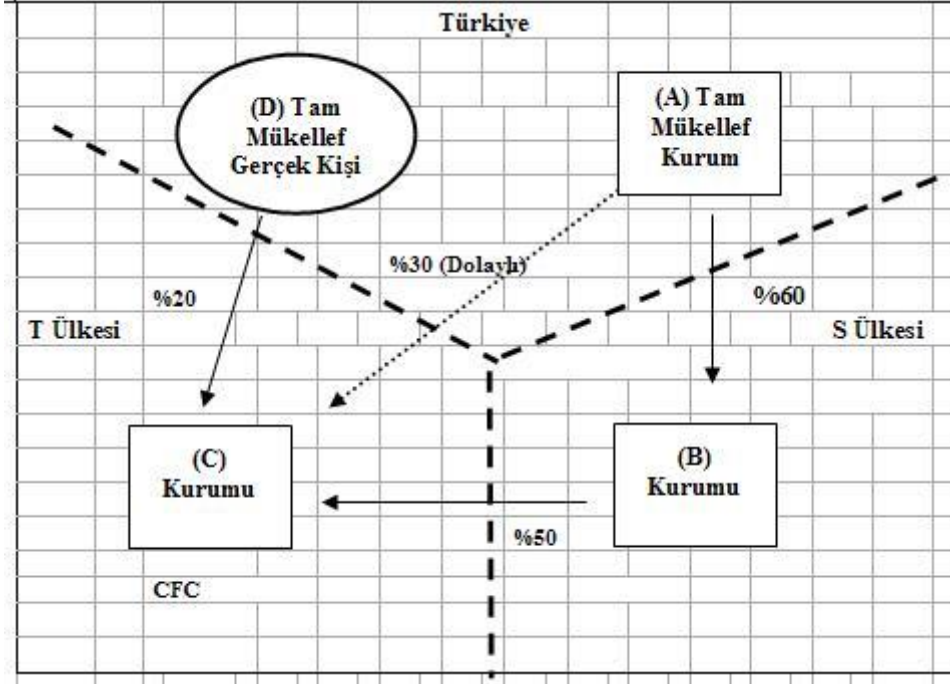 Türkiye
(D) Tam
Mükellef
Gerçek Kişi
(A) Tam
Mükellef
Kurum
%30 (Dolaylı)
%20
%60
T Ülkesi
S Ülkesi
(C)
Kurumu
(B)
Kurumu
%50
CFC